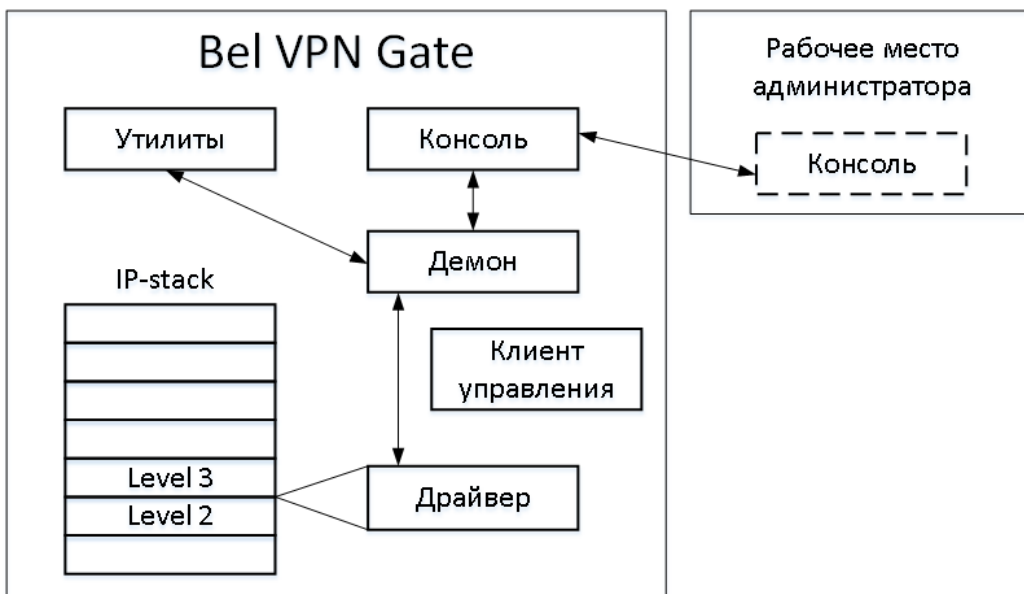 Bel VPN Gate
Утилиты
Консоль
Демон
IP-stack
Клиент
управления
Level 3
Level 2
Драйвер
Рабочее место
администратора
Консоль